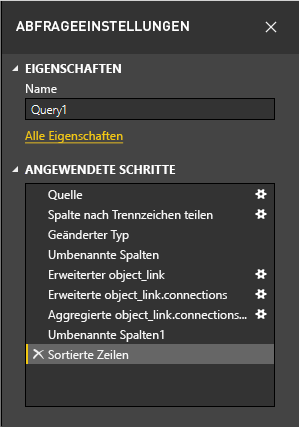 ABFRAGEEINSTELLUNGEN
EIGENSCHAFTEN
Name
Query1
Alle Eigenschaften
ANGEWENDETE SCHRITTE
Quelle
Spalte nach Trennzeichen teilen
Geänderter Typ
Umbenannte Spalten
Erweiterter object_link
Erweiterte object_link.connections
Aggregierte object_link.connections...
Umbenannte Spalten1
Sortierte Zeilen